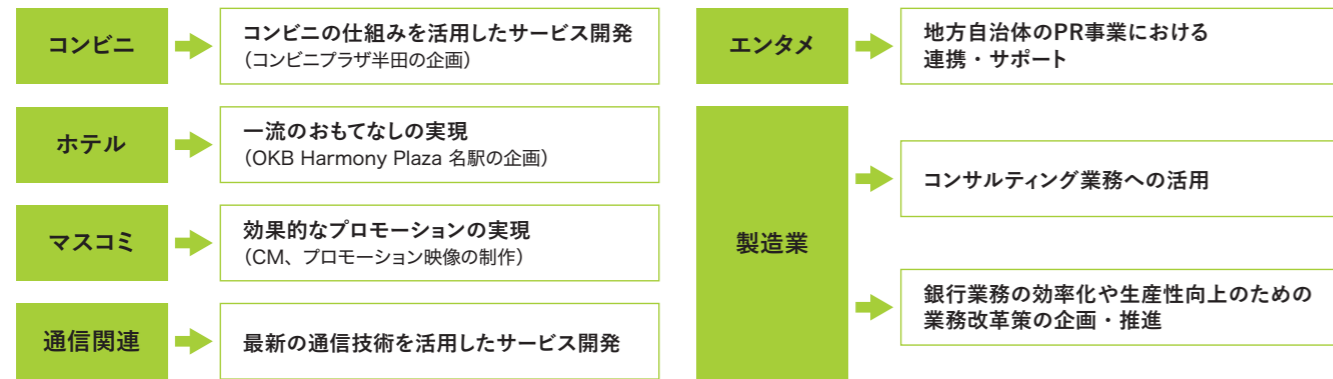 コンビニ
コンビニの仕組みを活用したサービス開発
（コンビニプラザ半田の企画）
ホテル
一流のおもてなしの実現
（OKB Harmony Plaza 名駅の企画）
マスコミ
効果的なプロモーションの実現
（CM、プロモーション映像の制作）
通信関連
最新の通信技術を活用したサービス開発
エンタメ
地方自治体のPR事業における
連携・サポート
製造業
コンサルティング業務への活用
銀行業務の効率化や生産性向上のための
業務改革策の企画・推進